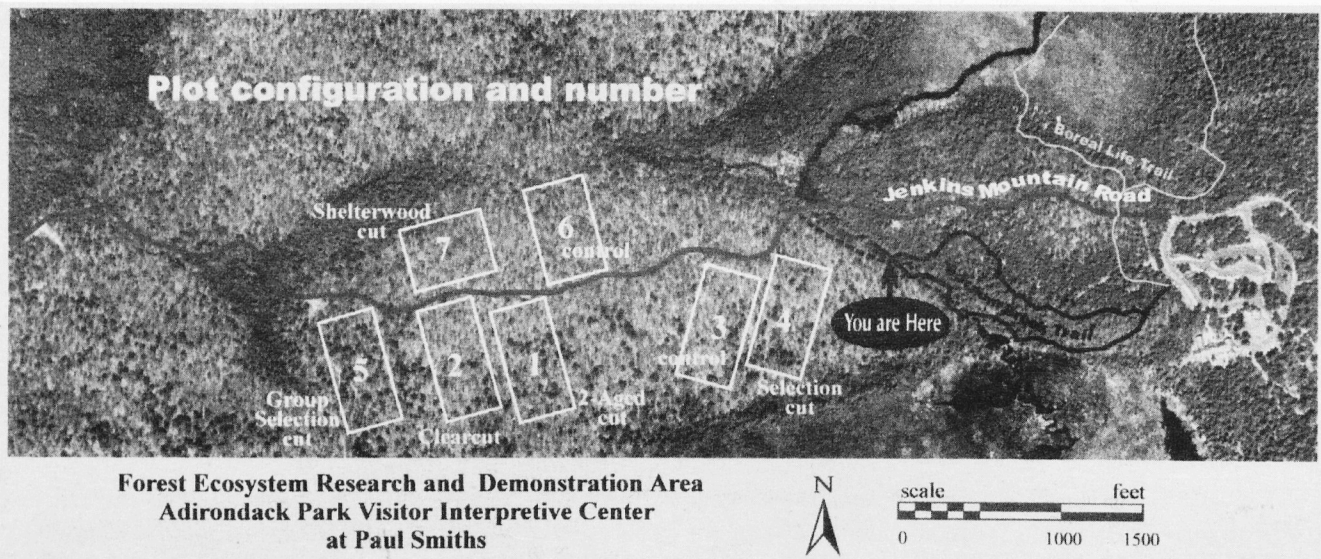 Plot configuration and number
Boreal Life Trail
Jenkins Mountain Road
Shelterwood
cut
7
6
control
You are Here
Trail
3
control
4
Selection
cut
5
Group
Selection
cut
2
Clearcut
1
2-Aged
cut
Forest Ecosystem Research and Demonstration Area
Adirondack Park Visitor Interpretive Center
at Paul Smiths
N
scale feet
0 1000 1500